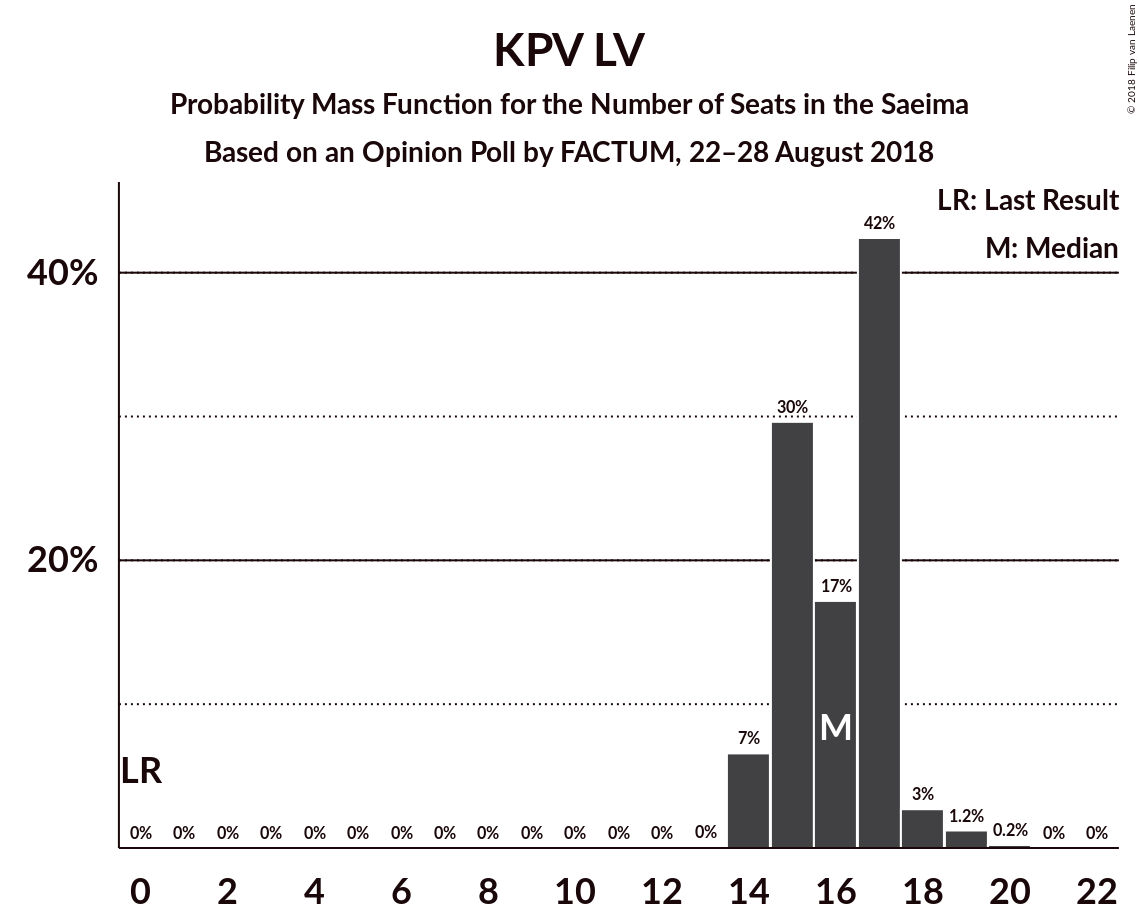 KPV LV
Probability Mass Function for the Number of Seats in the Saeima
Based on an Opinion Poll by FACTUM, 22–28 August 2018
© 2018 Filip van Laenen
LR: Last Result
M: Median
42%
40%
30%
20%
17%
M
7%
LR
3%
1.2%
0.2%
0% 0% 0% 0% 0% 0% 0% 0% 0% 0% 0% 0% 0% 0% 0% 0%
0 2 4 6 8 10 12 14 16 18 20 22